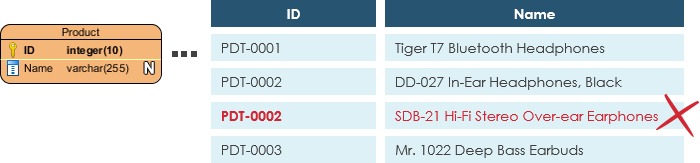 Product
ID integer(10)
Name varchar(255) N
ID Name
PDT-0001 Tiger T7 Bluetooth Headphones
PDT-0002 DD-027 In-Ear Headphones, Black
PDT-0002 SDB-21 Hi-Fi Stereo Over-ear Earphones
PDT-0003 Mr. 1022 Deep Bass Earbuds